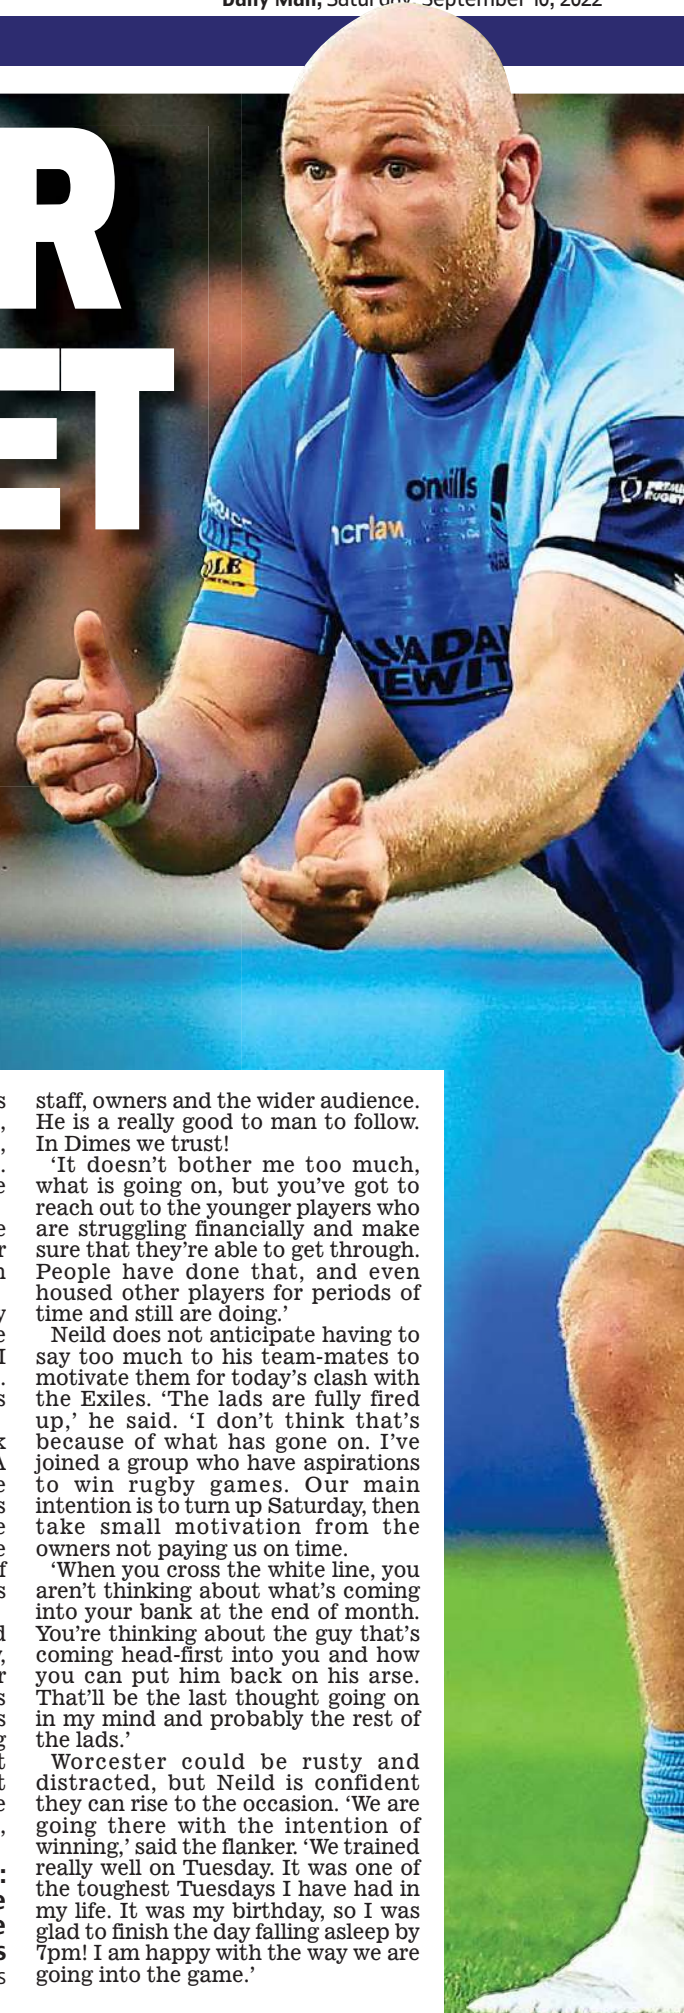 Daily Mail, Saturday, September 10, 2022
R
ET
o'neills
hcrlaw
OLE
PREMI
RUGBY
ADAM
HEWIT
s
,
,
.
e
e
r
n
y
e
I
.
s
k
A
e
s
e
e
f
s
d
,
r
s
s
g
t
t
e
,
:
e
e
s
s
staff, owners and the wider audience.
He is a really good to man to follow.
In Dimes we trust!
‘It doesn’t bother me too much,
what is going on, but you’ve got to
reach out to the younger players who
are struggling financially and make
sure that they’re able to get through.
People have done that, and even
housed other players for periods of
time and still are doing.’
Neild does not anticipate having to
say too much to his team-mates to
motivate them for today’s clash with
the Exiles. ‘The lads are fully fired
up,’ he said. ‘I don’t think that’s
because of what has gone on. I’ve
joined a group who have aspirations
to win rugby games. Our main
intention is to turn up Saturday, then
take small motivation from the
owners not paying us on time.
‘When you cross the white line, you
aren’t thinking about what’s coming
into your bank at the end of month.
You’re thinking about the guy that’s
coming head-first into you and how
you can put him back on his arse.
That’ll be the last thought going on
in my mind and probably the rest of
the lads.’
Worcester could be rusty and
distracted, but Neild is confident
they can rise to the occasion. ‘We are
going there with the intention of
winning,’ said the flanker. ‘We trained
really well on Tuesday. It was one of
the toughest Tuesdays I have had in
my life. It was my birthday, so I was
glad to finish the day falling asleep by
7pm! I am happy with the way we are
going into the game.’